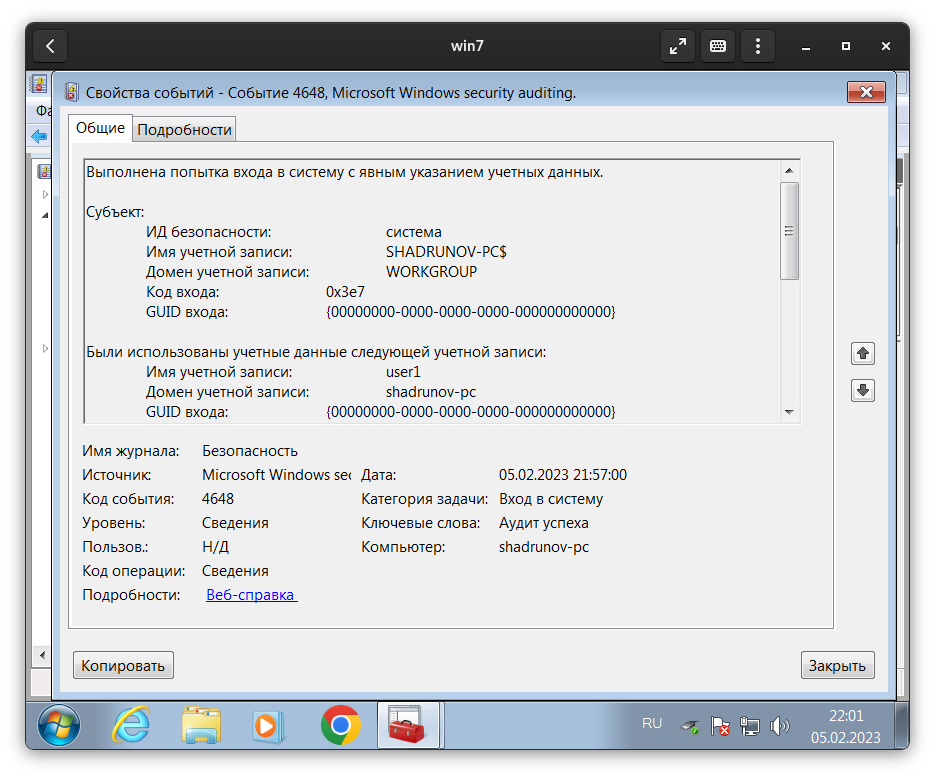 win7
Свойства событий - Событие 4648, Microsoft Windows security auditing.
Фа
Общие
Подробности
Выполнена попытка входа в систему с явным указанием учетных данных.
Субъект:
ИД безопасности: система
Имя учетной записи: SHADRUNOV-PC$
Домен учетной записи: WORKGROUP
Код входа: 0x3e7
GUID входа: {00000000-0000-0000-0000-000000000000}
Были использованы учетные данные следующей учетной записи:
Имя учетной записи: user1
Домен учетной записи: shadrunov-pc
GUID входа: {00000000-0000-0000-0000-000000000000}
Имя журнала: Безопасность
Источник: Microsoft Windows sec Дата: 05.02.2023 21:57:00
Код события: 4648 Категория задачи: Вход в систему
Уровень: Сведения Ключевые слова: Аудит успеха
Пользов.: Н/Д Компьютер: shadrunov-pc
Код операции: Сведения
Подробности: Веб-справка
Копировать
Закрыть
RU
22:01
05.02.2023